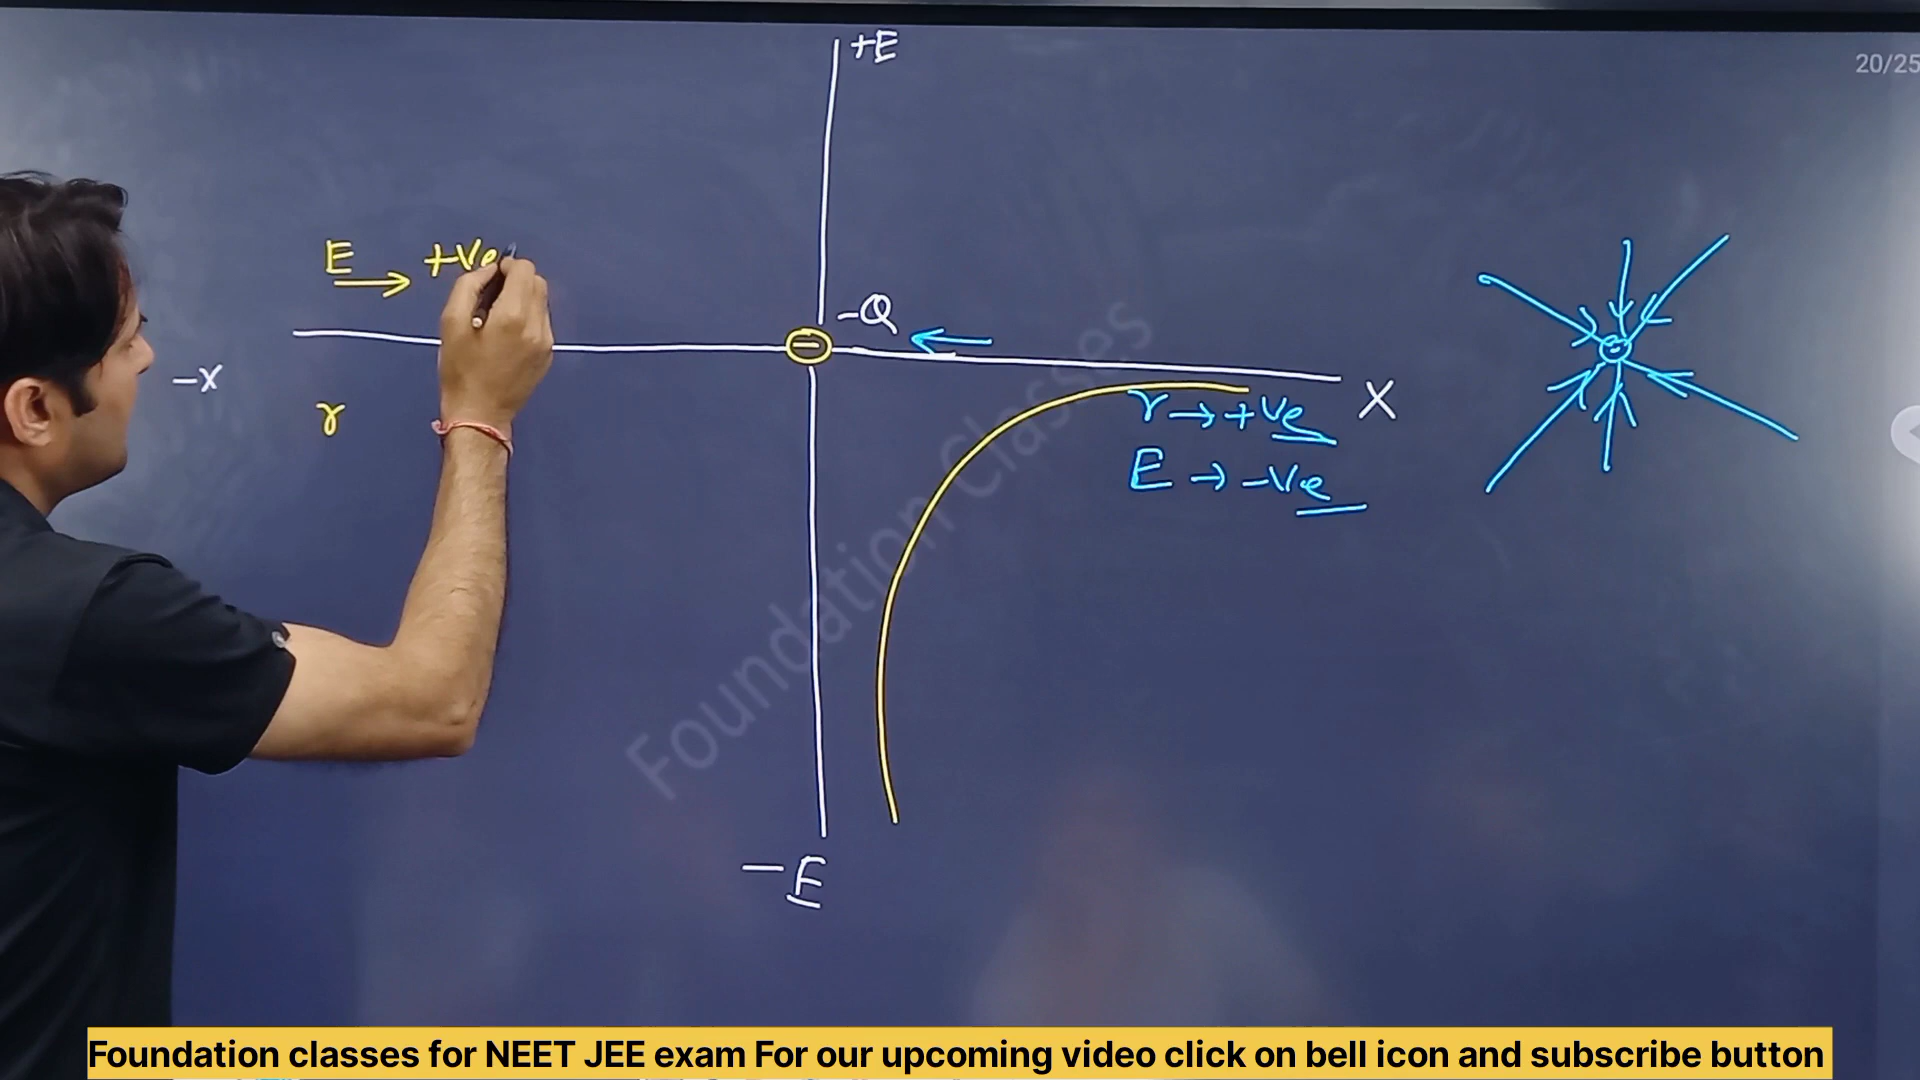 +E
20/25
E → +ve
-Q
-X
r
X
r → +ve
E → -ve
Foundation Classes
-E
Foundation classes for NEET JEE exam For our upcoming video click on bell icon and subscribe button